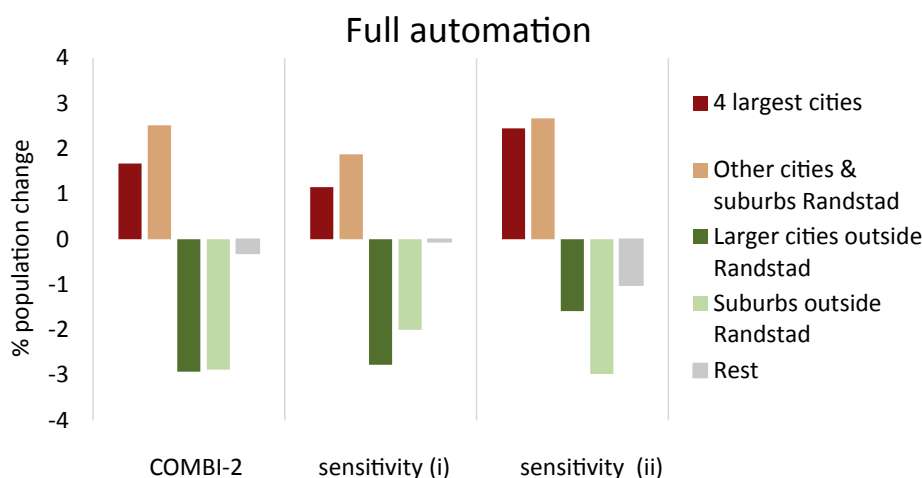 Full automation
% population change
4
3
2
1
0
-1
-2
-3
-4
COMBI-2
sensitivity (i)
sensitivity (ii)
4 largest cities
Other cities &
suburbs Randstad
Larger cities outside
Randstad
Suburbs outside
Randstad
Rest